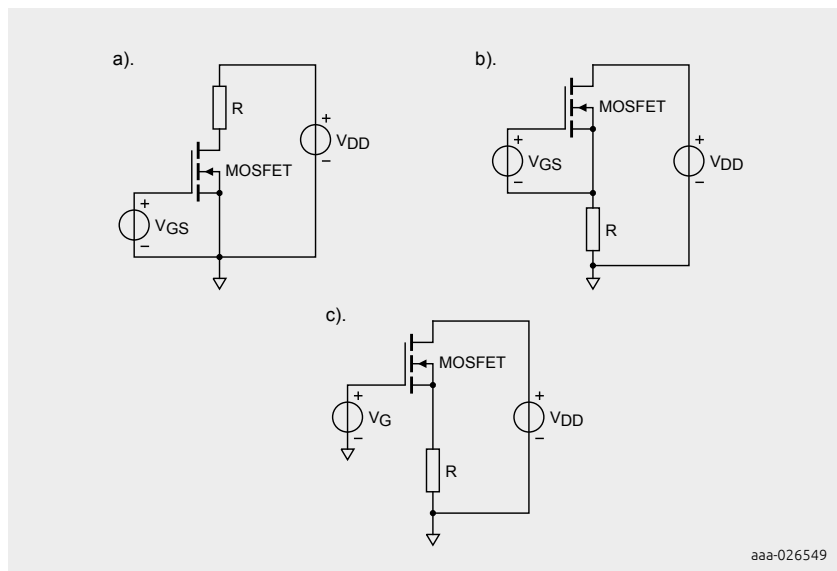 a).
R
MOSFET
+
VDD
−
+
VGS
−
b).
MOSFET
+
VGS
−
+
VDD
−
R
c).
MOSFET
+
VG
−
+
VDD
−
R
aaa-026549